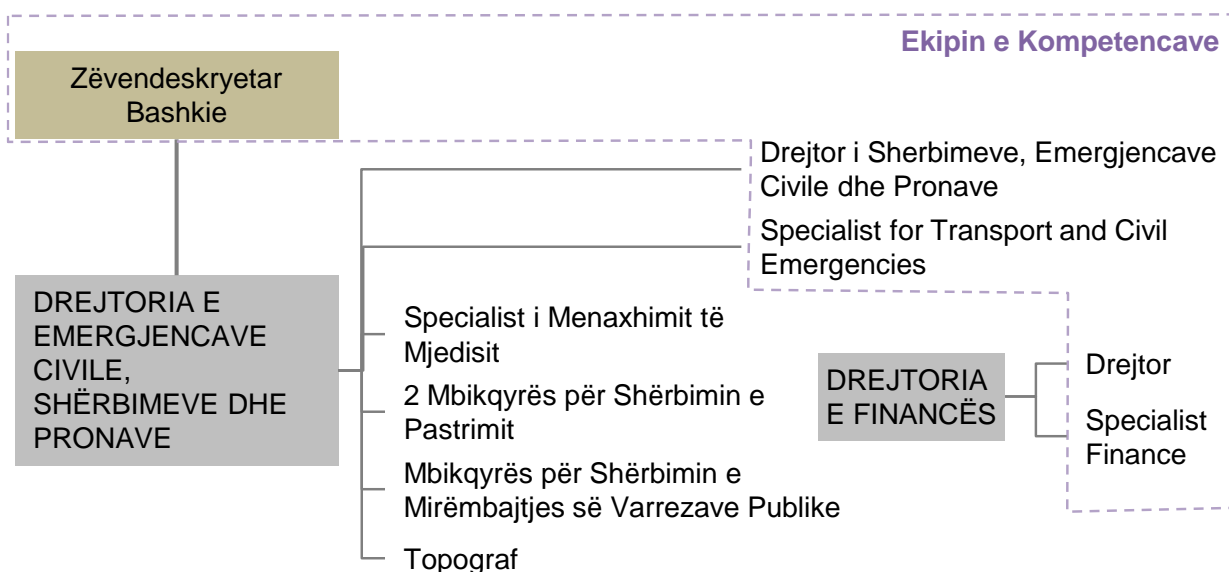 Ekipin e Kompetencave
Zëvendeskryetar
Bashkie
Drejtor i Sherbimeve, Emergjencave
Civile dhe Pronave
Specialist for Transport and Civil
Emergencies
DREJTORIA E
EMERGJENCAVE
CIVILE,
SHËRBIMEVE DHE
PRONAVE
Specialist i Menaxhimit të
Mjedisit
2 Mbikqyrës për Shërbimin e
Pastrimit
Mbikqyrës për Shërbimin e
Mirëmbajtjes së Varrezave Publike
Topograf
DREJTORIA
E FINANCËS
Drejtor
Specialist
Finance